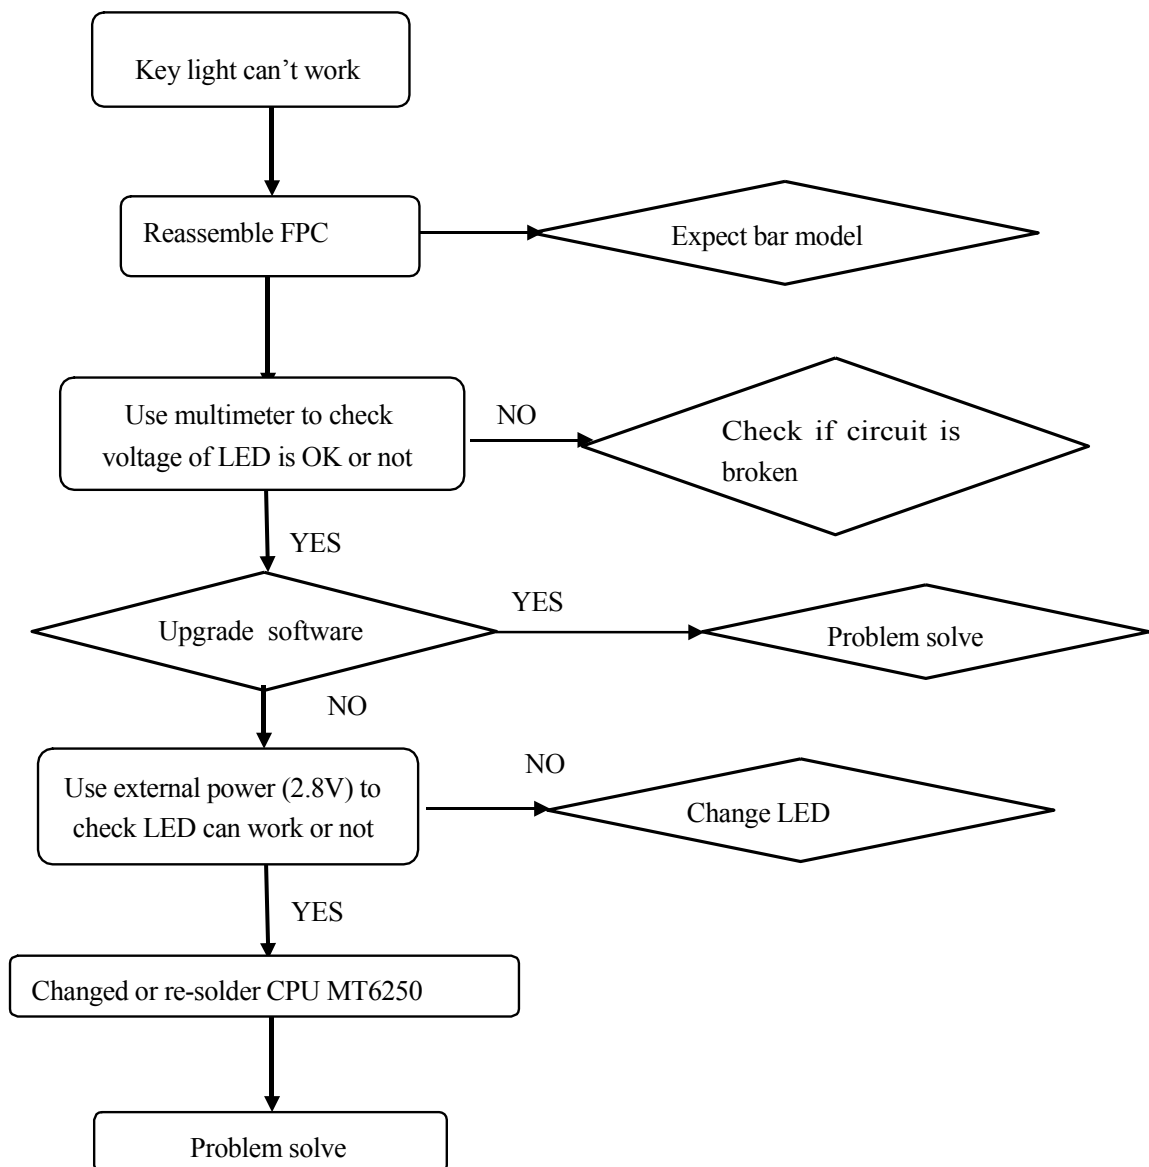 Key light can’t work
Reassemble FPC
Expect bar model
Use multimeter to check
voltage of LED is OK or not
NO
Check if circuit is
broken
YES
Upgrade software
YES
Problem solve
NO
Use external power (2.8V) to
check LED can work or not
NO
Change LED
YES
Changed or re-solder CPU MT6250
Problem solve